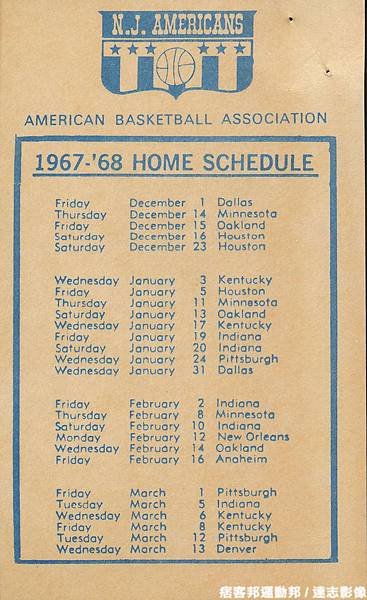 N.J. AMERICANS
AMERICAN BASKETBALL ASSOCIATION
1967-'68 HOME SCHEDULE
Friday December 1 Dallas
Thursday December 14 Minnesota
Friday December 15 Oakland
Saturday December 16 Houston
Saturday December 23 Houston
Wednesday January 3 Kentucky
Friday January 5 Houston
Thursday January 11 Minnesota
Saturday January 13 Oakland
Wednesday January 17 Kentucky
Friday January 19 Indiana
Saturday January 20 Indiana
Wednesday January 24 Pittsburgh
Wednesday January 31 Dallas
Friday February 2 Indiana
Thursday February 8 Minnesota
Saturday February 10 Indiana
Monday February 12 New Orleans
Wednesday February 14 Oakland
Friday February 16 Anaheim
Friday March 1 Pittsburgh
Tuesday March 5 Indiana
Wednesday March 6 Kentucky
Friday March 8 Kentucky
Tuesday March 12 Pittsburgh
Wednesday March 13 Denver
痞客邦運動邦 / 達志影像